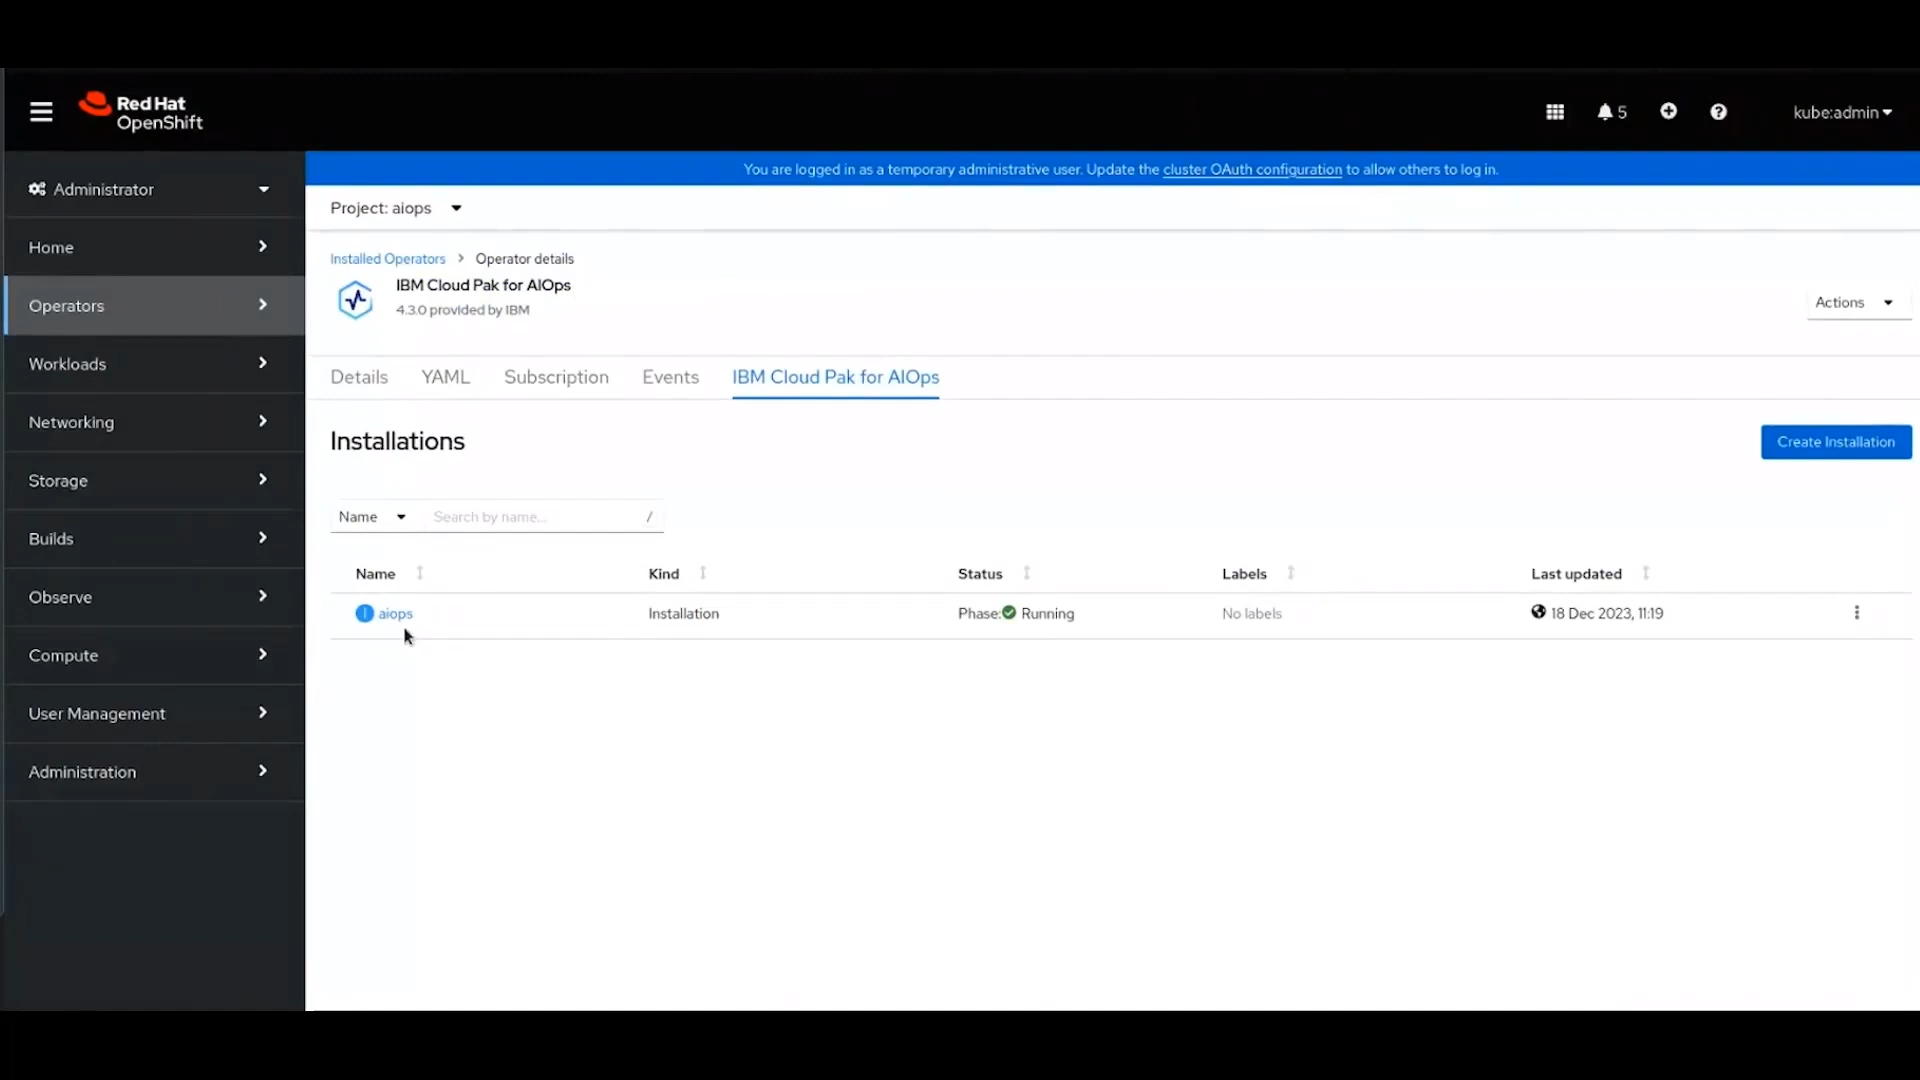 Red Hat
OpenShift
5
kube:admin
Administrator
Home
Operators
Workloads
Networking
Storage
Builds
Observe
Compute
User Management
Administration
You are logged in as a temporary administrative user. Update the cluster OAuth configuration to allow others to log in.
Project: aiops
Installed Operators > Operator details
IBM Cloud Pak for AIOps
4.3.0 provided by IBM
Actions
Details YAML Subscription Events IBM Cloud Pak for AIOps
Installations
Create Installation
Name Search by name... /
Name Kind Status Labels Last updated
I aiops Installation Phase: Running No labels 18 Dec 2023, 11:19